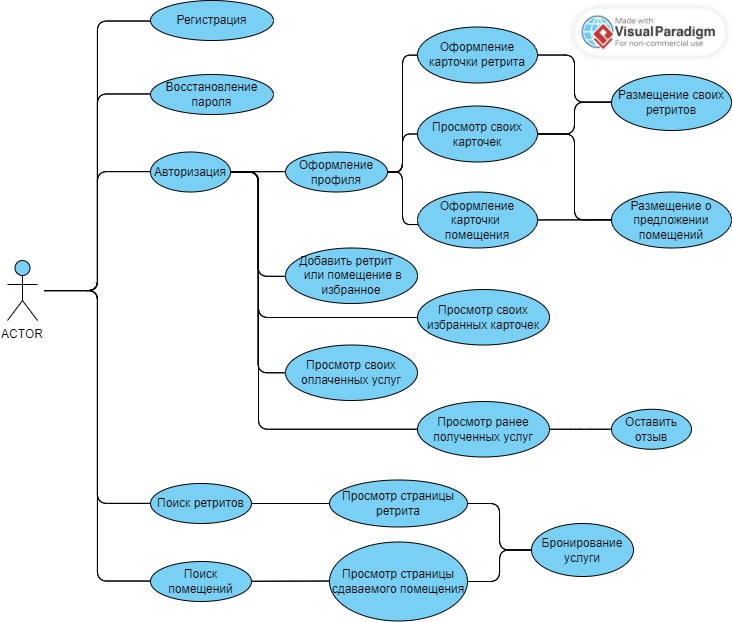 Регистрация
Made with
VisualParadigm
For non-commercial use
Оформление
карточки ретрита
Восстановление
пароля
Размещение своих
ретритов
Просмотр своих
карточек
Авторизация
Оформление
профиля
Оформление
карточки
помещения
Размещение о
предложении
помещений
Добавить ретрит
или помещение в
избранное
ACTOR
Просмотр своих
избранных карточек
Просмотр своих
оплаченных услуг
Просмотр ранее
полученных услуг
Оставить
отзыв
Поиск ретритов
Просмотр страницы
ретрита
Бронирование
услуги
Поиск
помещений
Просмотр страницы
сдаваемого помещения